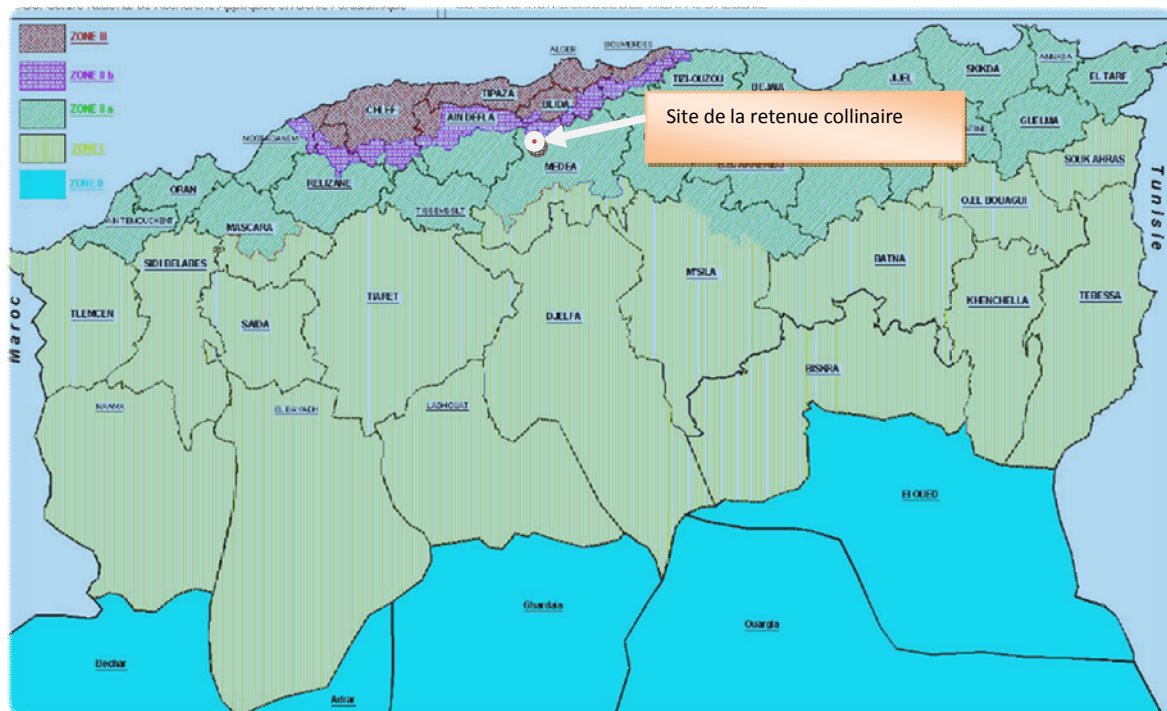 ZONE III
ZONE II b
ZONE II a
ZONE I
ZONE 0
ALGER
BOUMERDES
TIPAZA
CHLEF
BLIDA
AIN DEFLA
TIZI-OUZOU
BEJAIA
JIJEL
SKIKDA
ANNABA
EL TARF
GUELMA
SOUK AHRAS
Site de la retenue collinaire
MOSTAGANEM
RELIZANE
MEDEA
ORAN
AIN TEMOUCHENT
MASCARA
TISSEMSILT
OUEL BOUAGUI
SIDI BELABES
TLEMCEN
SAIDA
TIARET
DJELFA
M'SILA
BATNA
KHENCHELLA
TEBESSA
BISKRA
NAAMA
EL BAYADH
LAGHOUAT
El OUED
Ghardaia
Ouargla
Bechar
Adrar
Maroc
Tunisie